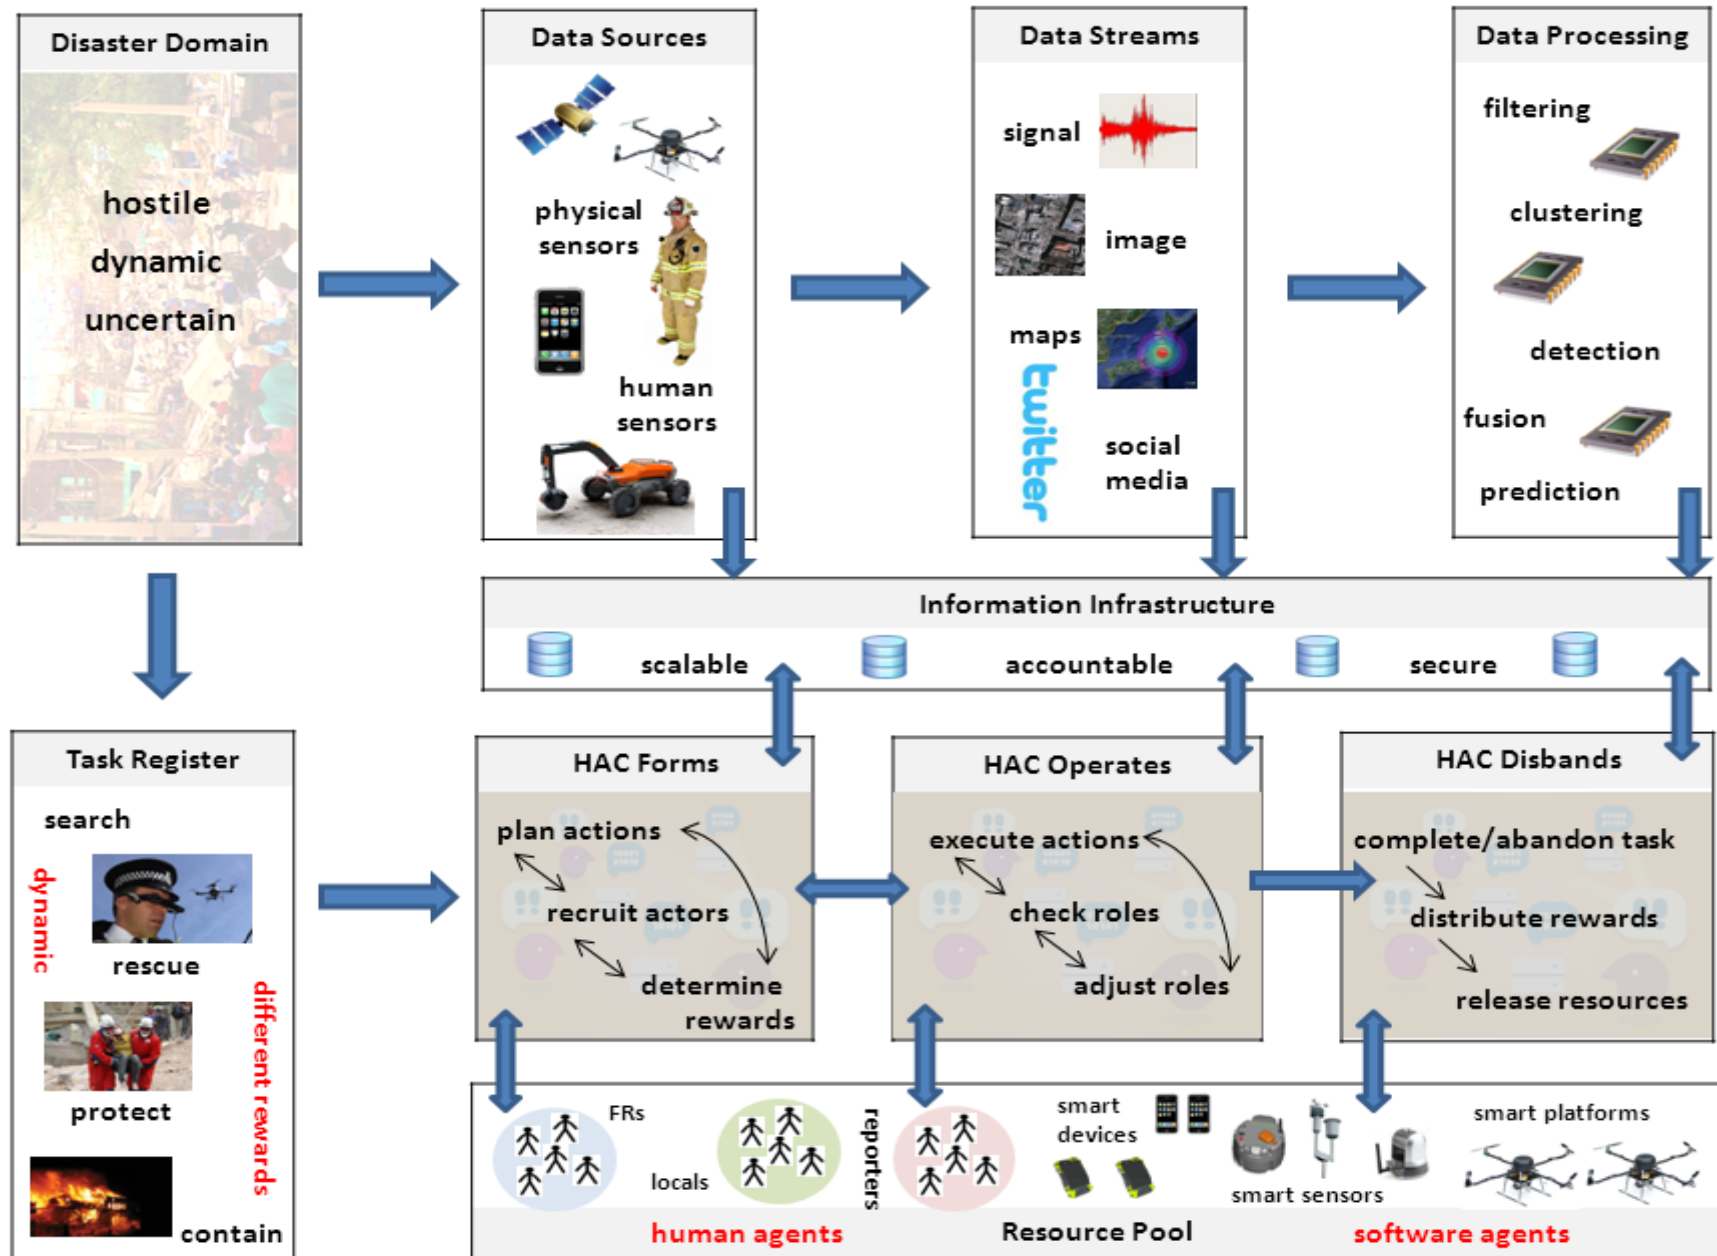 Disaster Domain
hostile
dynamic
uncertain
Data Sources
physical
sensors
human
sensors
Data Streams
signal
image
maps
twitter
social
media
Data Processing
filtering
clustering
detection
fusion
prediction
Information Infrastructure
scalable
accountable
secure
Task Register
search
dynamic
rescue
different rewards
protect
contain
HAC Forms
plan actions
recruit actors
determine
rewards
HAC Operates
execute actions
check roles
adjust roles
HAC Disbands
complete/abandon task
distribute rewards
release resources
FRs
locals
reporters
smart
devices
smart sensors
smart platforms
human agents
Resource Pool
software agents